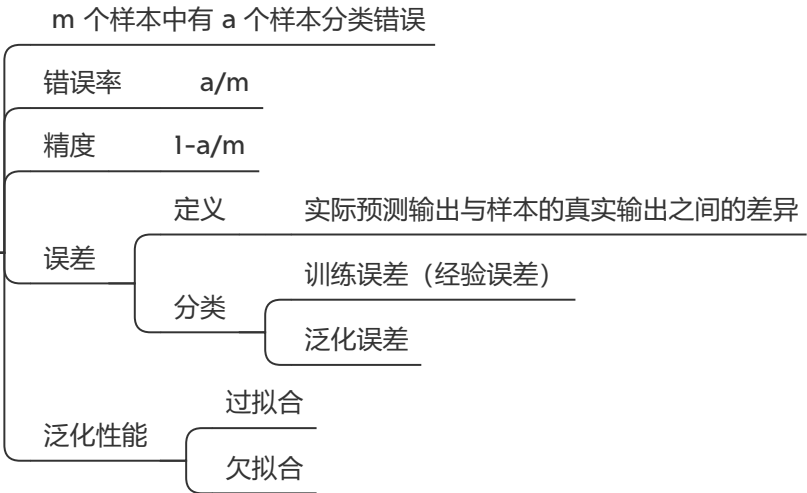 m 个样本中有 a 个样本分类错误
错误率 a/m
精度 1-a/m
定义 实际预测输出与样本的真实输出之间的差异
误差
训练误差（经验误差）
分类
泛化误差
过拟合
泛化性能
欠拟合